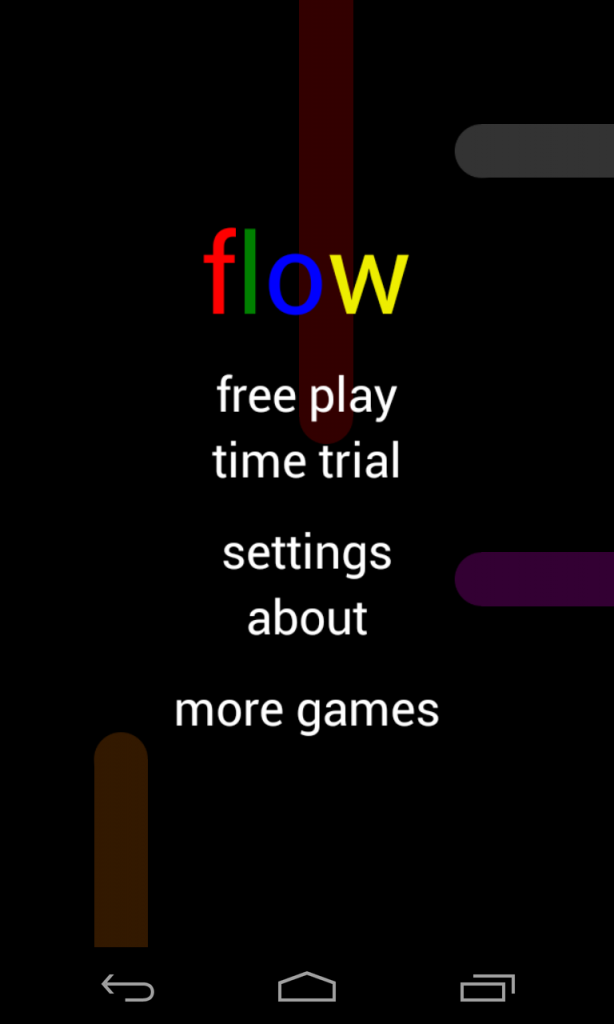 flow
free play
time trial
settings
about
more games